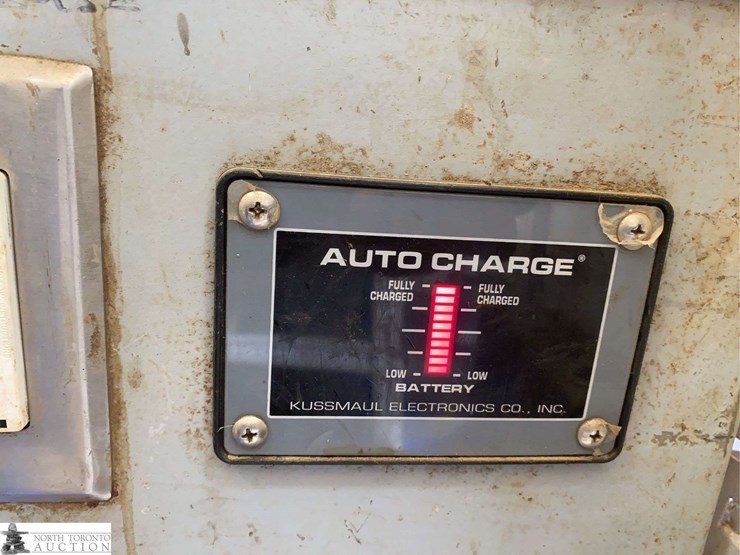 AUTO CHARGE®
FULLY CHARGED
FULLY CHARGED
LOW
LOW
BATTERY
KUSSMAUL ELECTRONICS CO., INC.
NORTH TORONTO
AUCTION